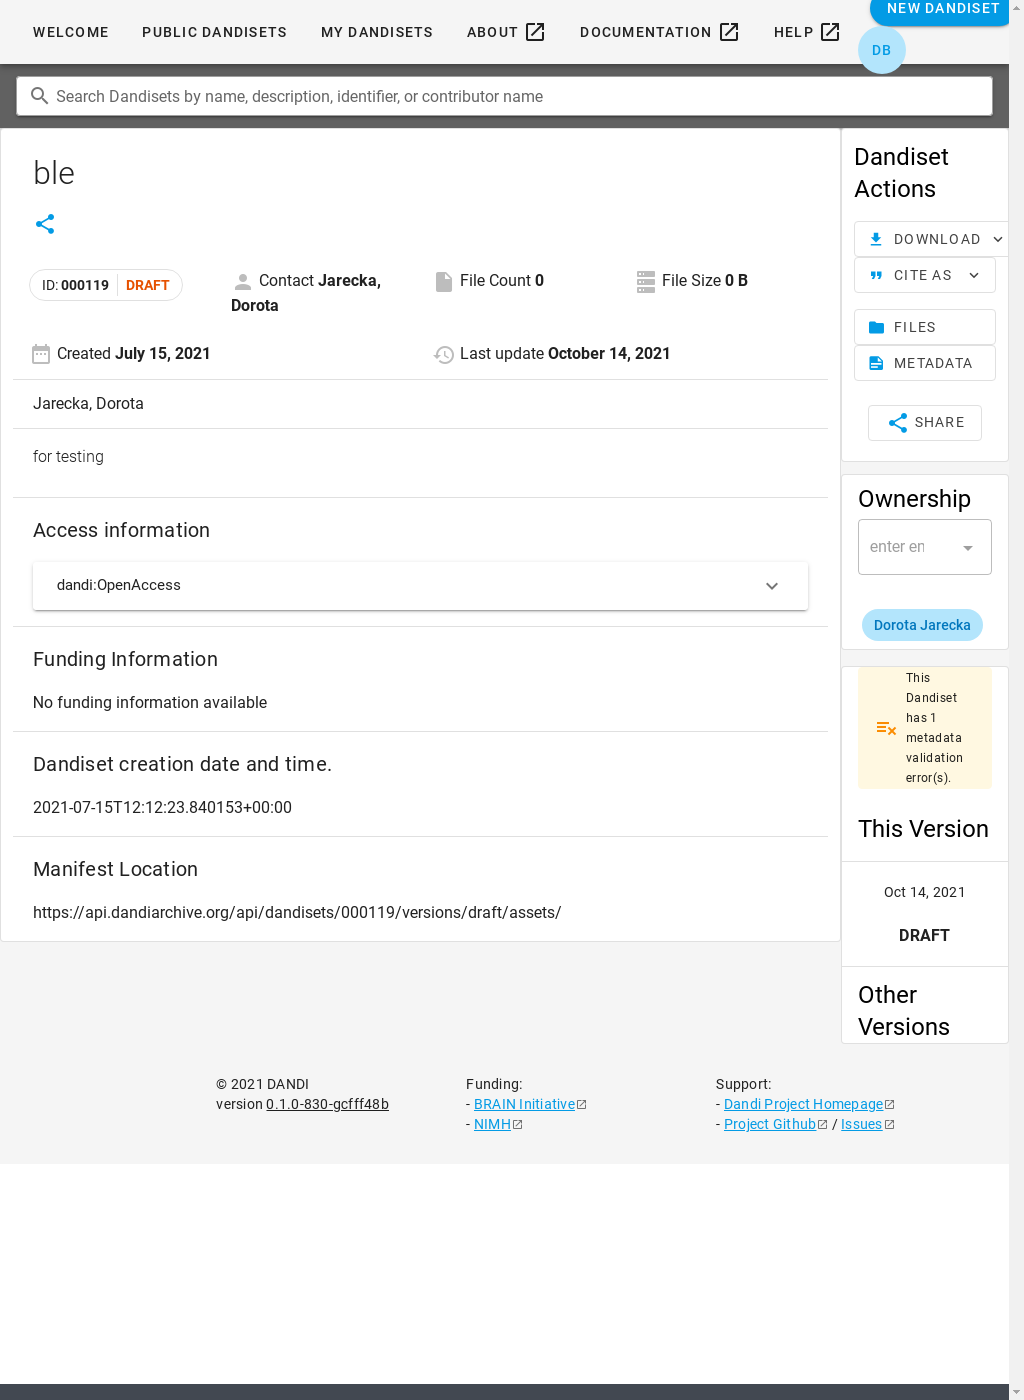 WELCOME
PUBLIC DANDISETS
MY DANDISETS
ABOUT
DOCUMENTATION
HELP
NEW DANDISET
DB
Search Dandisets by name, description, identifier, or contributor name
ble
ID: 000119 DRAFT
Contact Jarecka,
Dorota
File Count 0
File Size 0 B
Created July 15, 2021
Last update October 14, 2021
Jarecka, Dorota
for testing
Access information
dandi:OpenAccess
Funding Information
No funding information available
Dandiset creation date and time.
2021-07-15T12:12:23.840153+00:00
Manifest Location
https://api.dandiarchive.org/api/dandisets/000119/versions/draft/assets/
Dandiset
Actions
DOWNLOAD
CITE AS
FILES
METADATA
SHARE
Ownership
enter
Dorota Jarecka
This
Dandiset
has 1
metadata
validation
error(s).
This Version
Oct 14, 2021
DRAFT
Other
Versions
© 2021 DANDI
version 0.1.0-830-gcfff48b
Funding:
- BRAIN Initiative
- NIMH
Support:
- Dandi Project Homepage
- Project Github / Issues